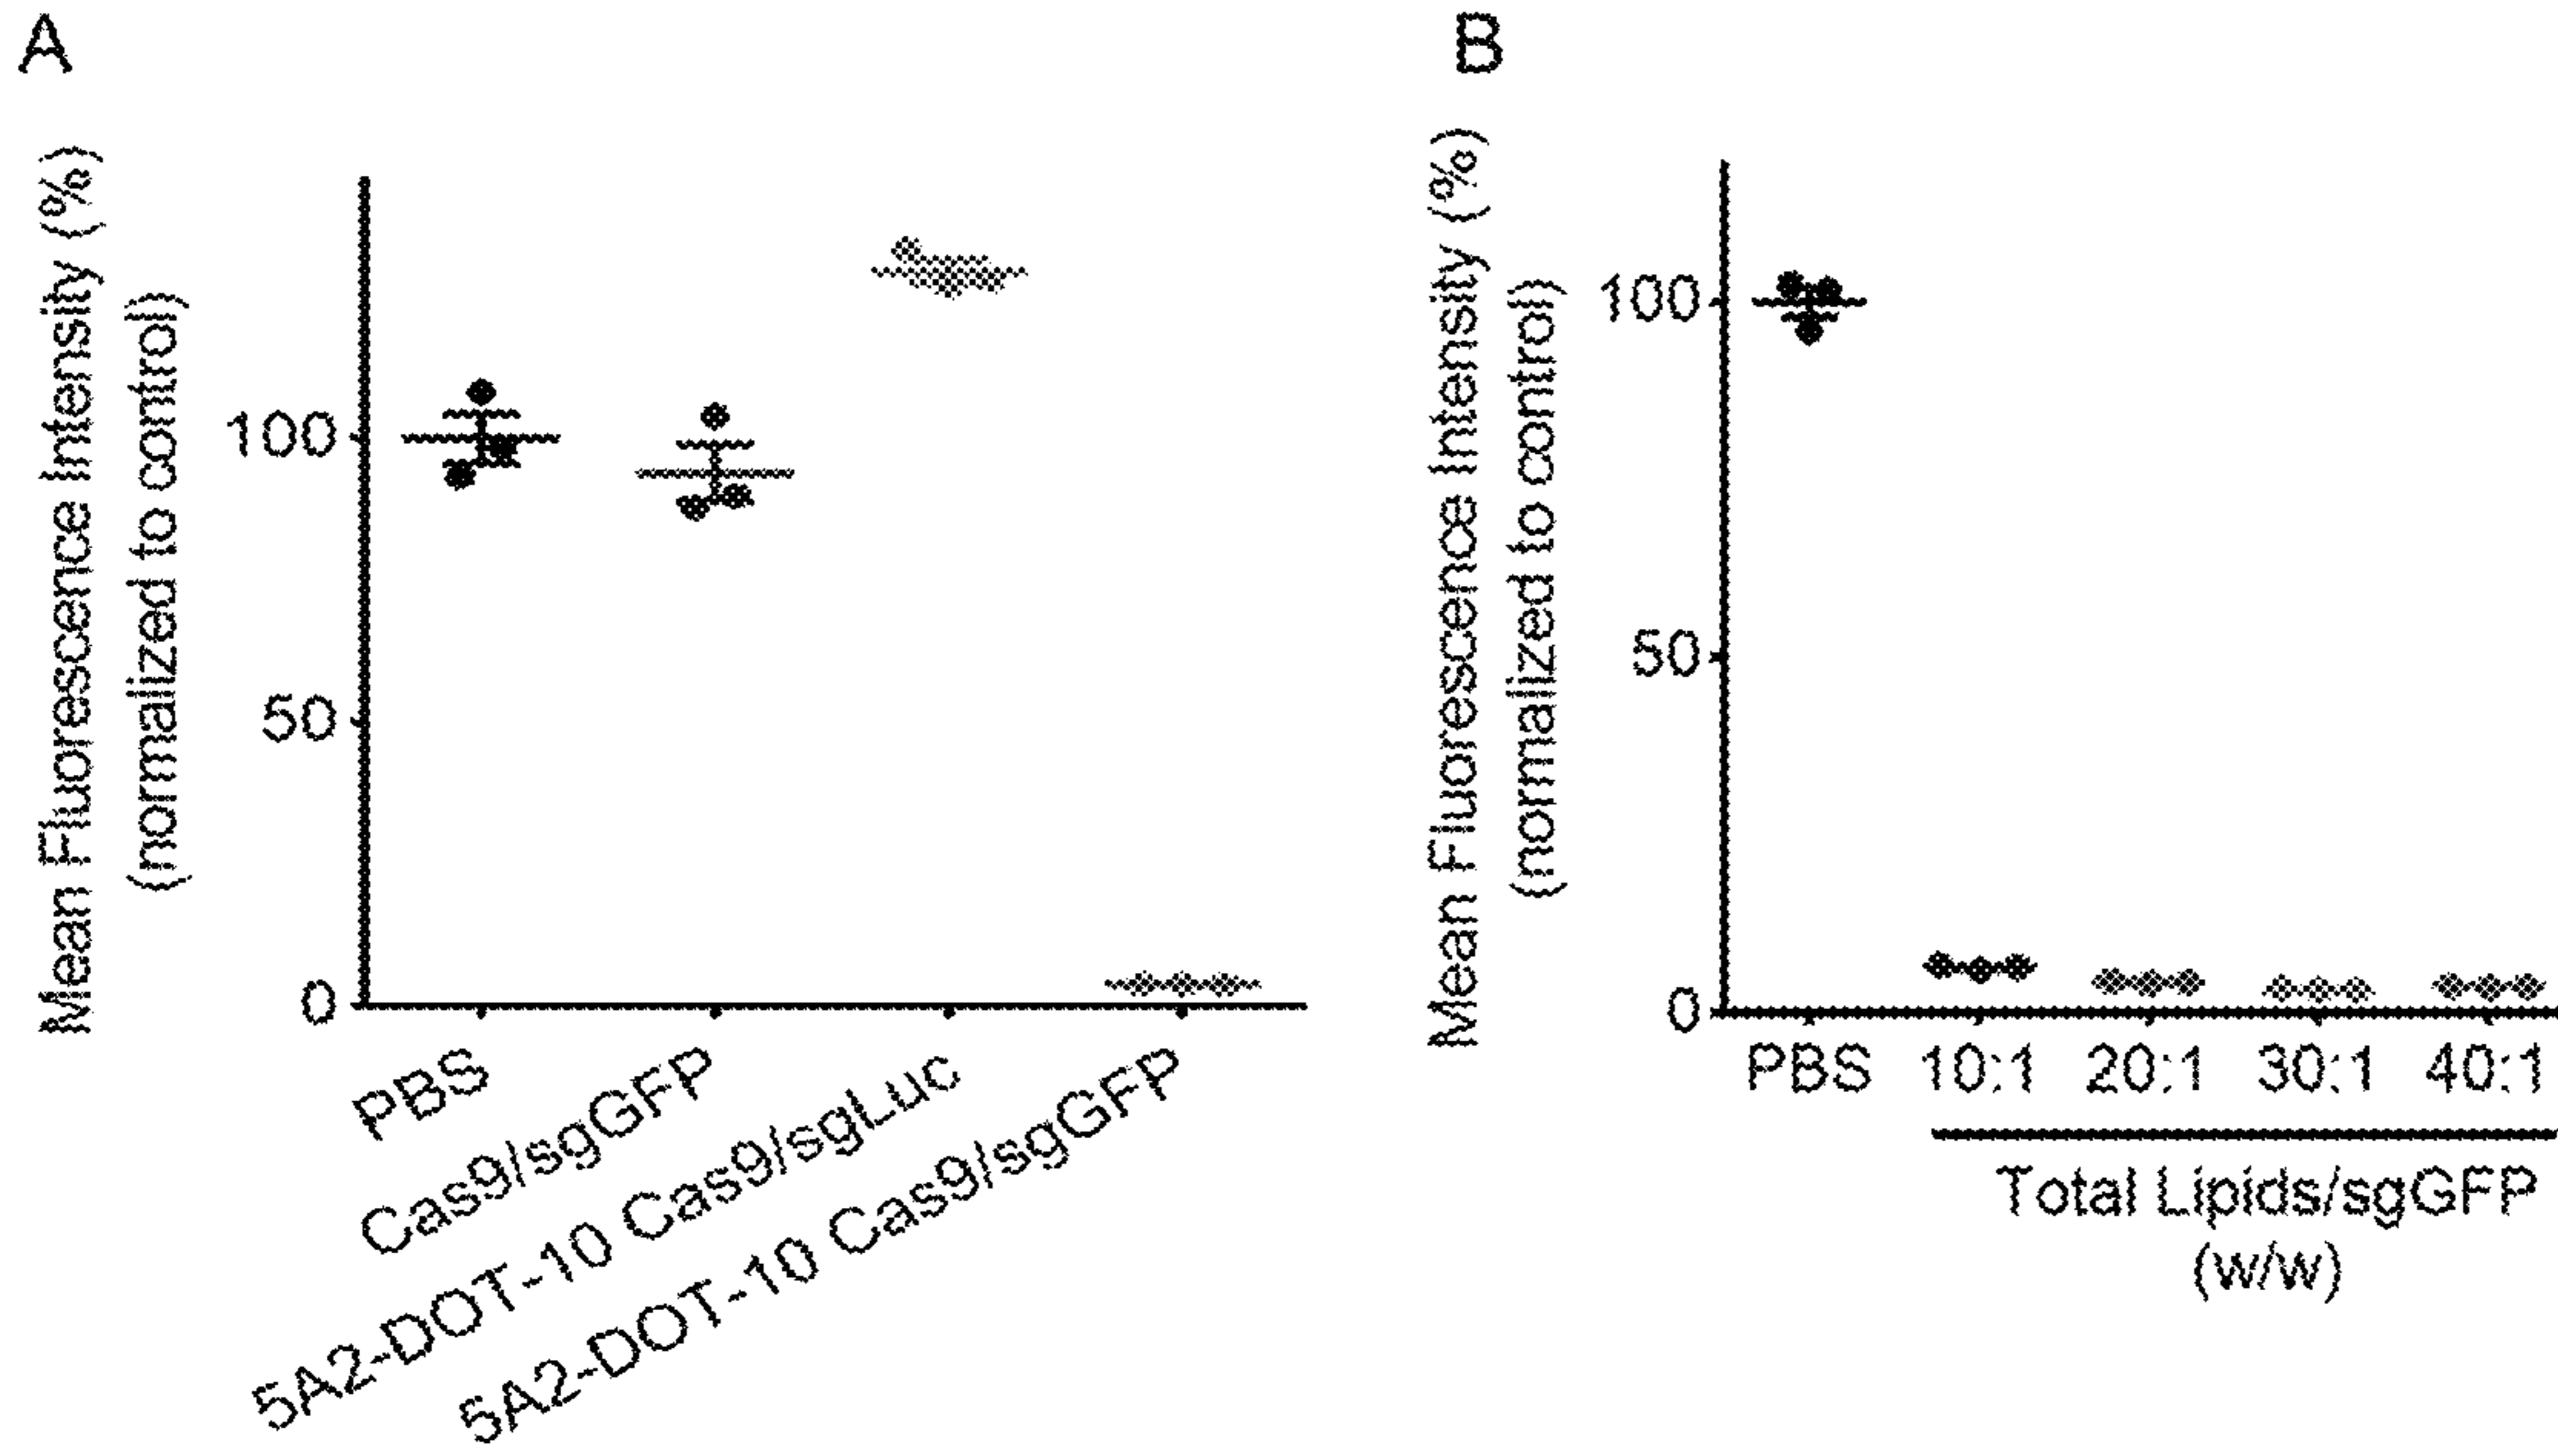 A
Mean Fluorescence Intensity (%)
(normalized to control)
100
50
0
PBS
Cas9/sgGFP
5A2-DOT-10 Cas9/sgLuc
5A2-DOT-10 Cas9/sgGFP
B
Mean Fluorescence Intensity (%)
(normalized to control)
100
50
0
PBS 10:1 20:1 30:1 40:1
Total Lipids/sgGFP
(w/w)